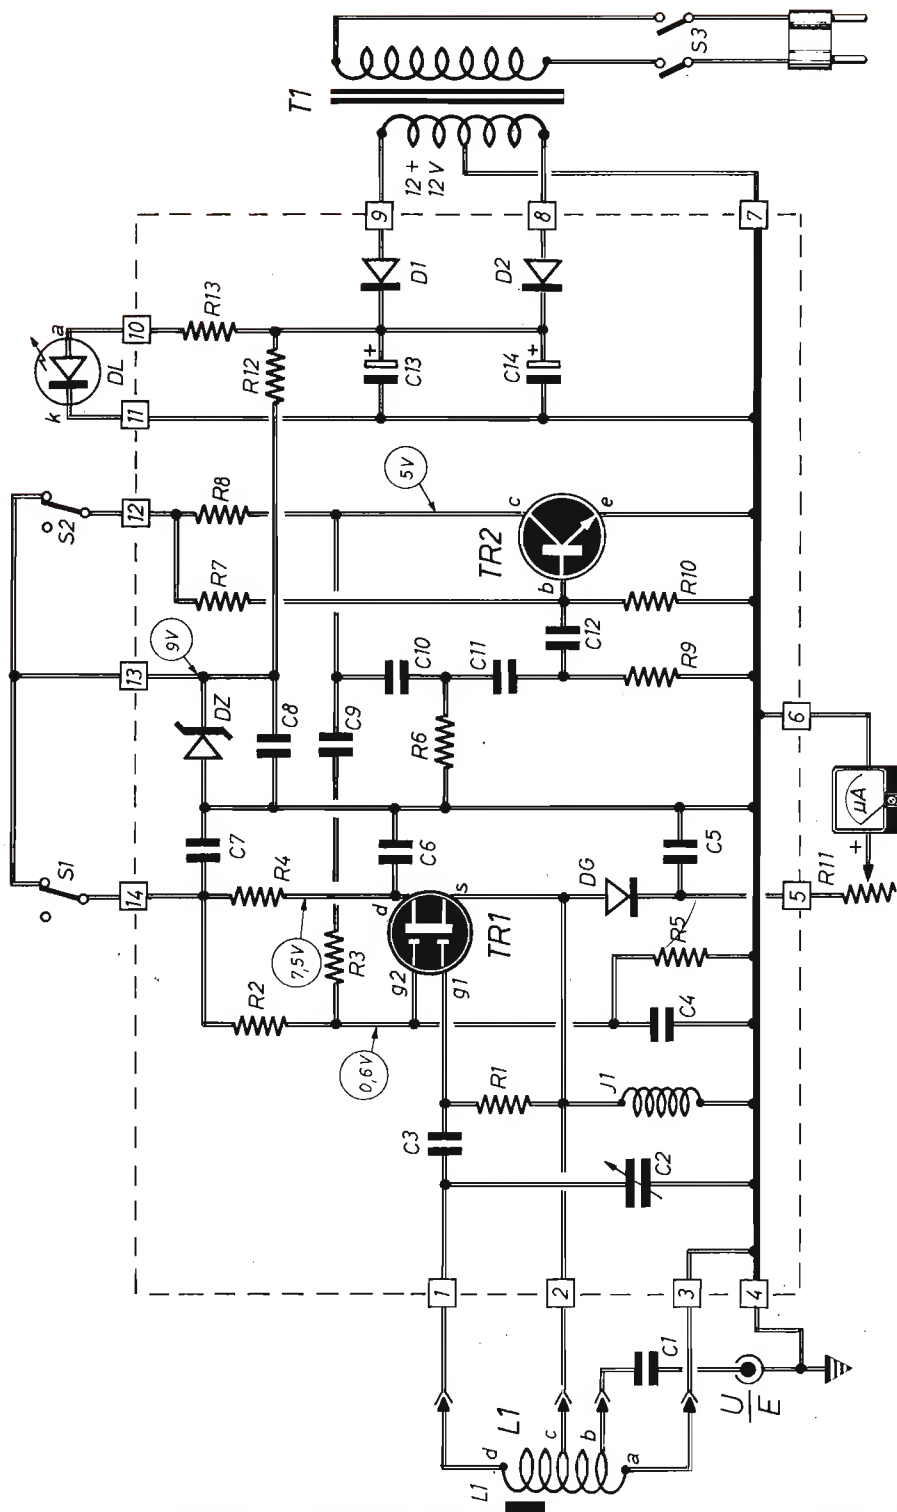 L1
L1
d
c
b
a
U
E
C1
1
2
3
4
C3
C2
R1
J1
0,6V
R2
7,5V
R3
g2
g1
d
s
TR1
C4
R5
DG
R4
C7
C6
C5
14
S1
5
R11
+
µA
6
DZ
9V
13
C8
C9
R6
C10
C11
C12
R9
R10
R7
R8
12
S2
5V
TR2
b
c
e
k
a
DL
11
10
R13
R12
+
C13
+
C14
D1
D2
9
8
7
12 +
12V
T1
S3